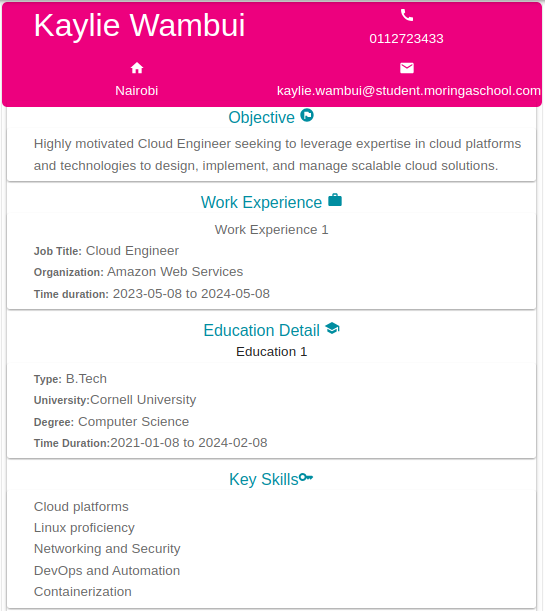 Kaylie Wambui
0112723433
Nairobi
kaylie.wambui@student.moringaschool.com
Objective
Highly motivated Cloud Engineer seeking to leverage expertise in cloud platforms
and technologies to design, implement, and manage scalable cloud solutions.
Work Experience
Work Experience 1
Job Title: Cloud Engineer
Organization: Amazon Web Services
Time duration: 2023-05-08 to 2024-05-08
Education Detail
Education 1
Type: B.Tech
University:Cornell University
Degree: Computer Science
Time Duration:2021-01-08 to 2024-02-08
Key Skills
Cloud platforms
Linux proficiency
Networking and Security
DevOps and Automation
Containerization